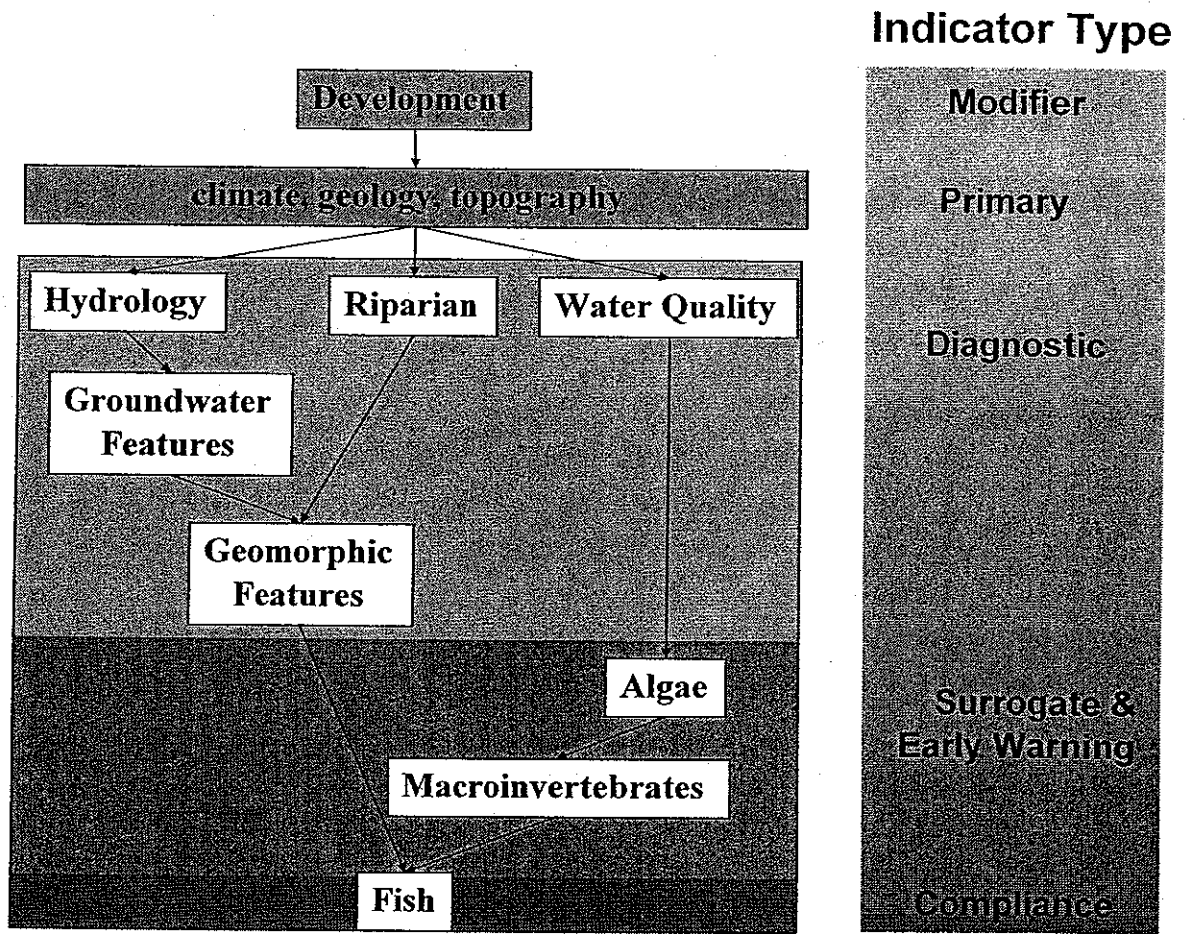 Indicator Type
Development
Modifier
climate, geology, topography
Primary
Hydrology
Riparian
Water Quality
Diagnostic
Groundwater
Features
Geomorphic
Features
Algae
Surrogate &
Early Warning
Macroinvertebrates
Fish
Compliance